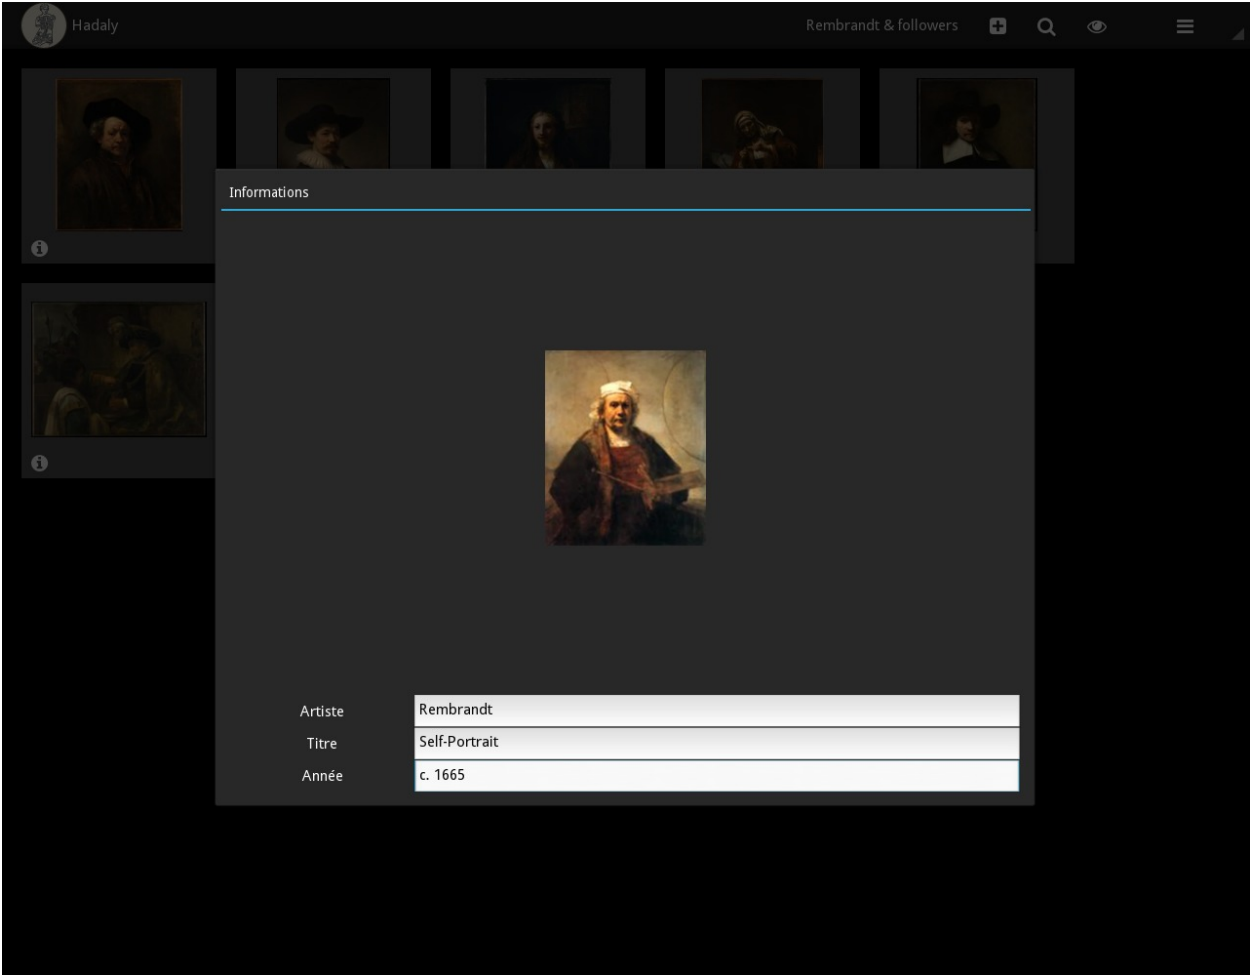 Hadaly
Rembrandt & followers
Informations
Artiste
Rembrandt
Titre
Self-Portrait
Année
c. 1665